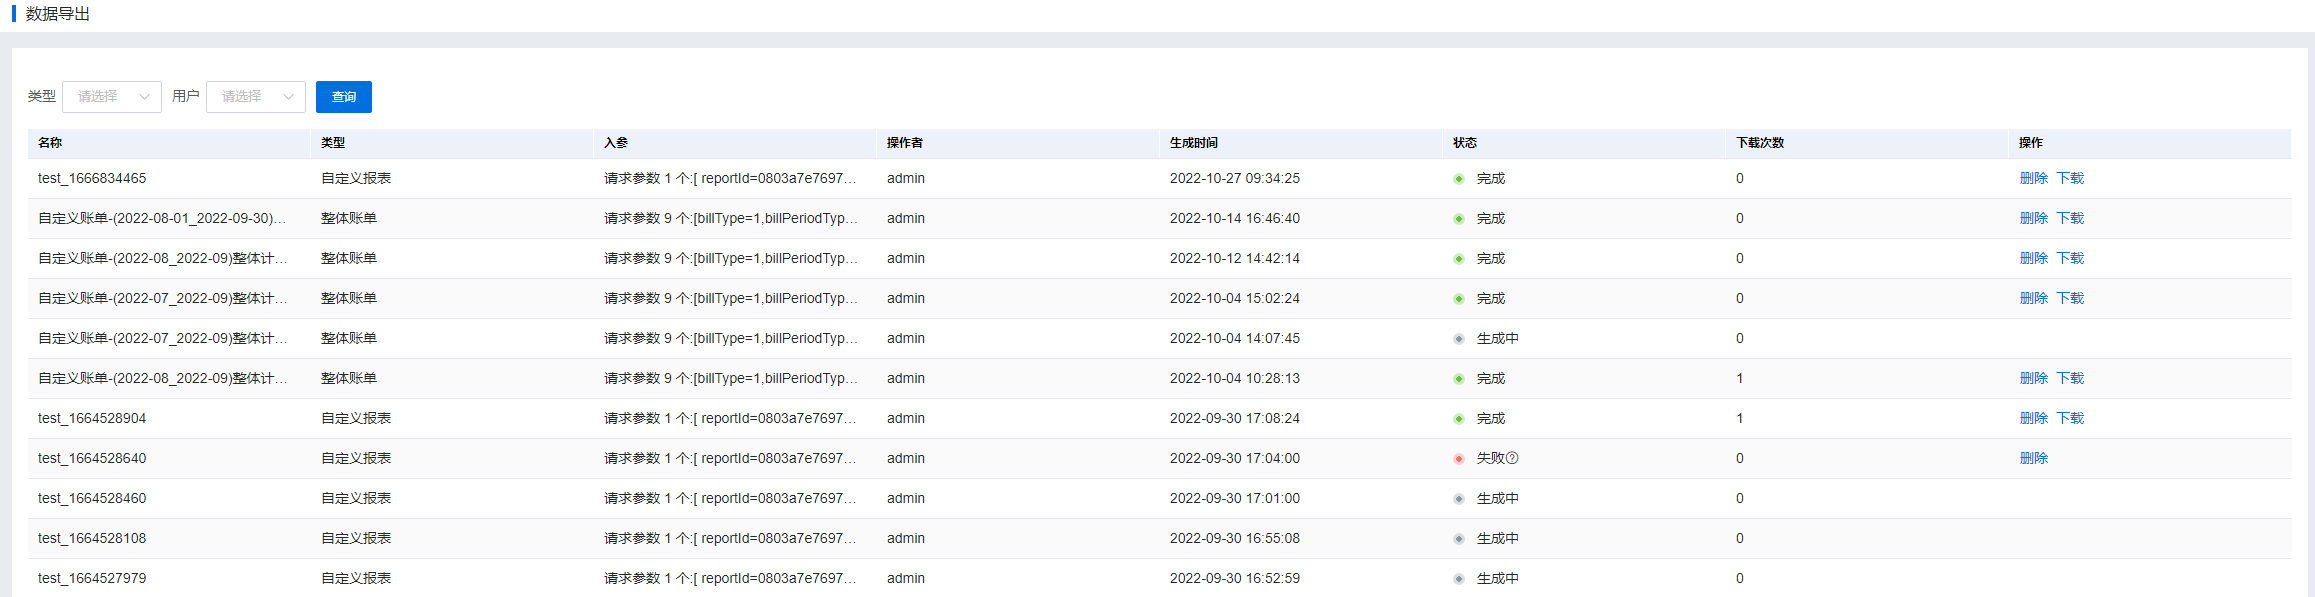 数据导出
类型 请选择 用户 请选择 查询
名称 类型 入参 操作者 生成时间 状态 下载次数 操作
test_1666834465 自定义报表 请求参数 1 个:[ reportId=0803a7e7697... admin 2022-10-27 09:34:25 完成 0 删除 下载
自定义账单-(2022-08-01_2022-09-30)... 整体账单 请求参数 9 个:[billType=1,billPeriodTyp... admin 2022-10-14 16:46:40 完成 0 删除 下载
自定义账单-(2022-08_2022-09)整体计... 整体账单 请求参数 9 个:[billType=1,billPeriodTyp... admin 2022-10-12 14:42:14 完成 0 删除 下载
自定义账单-(2022-07_2022-09)整体计... 整体账单 请求参数 9 个:[billType=1,billPeriodTyp... admin 2022-10-04 15:02:24 完成 0 删除 下载
自定义账单-(2022-07_2022-09)整体计... 整体账单 请求参数 9 个:[billType=1,billPeriodTyp... admin 2022-10-04 14:07:45 生成中 0
自定义账单-(2022-08_2022-09)整体计... 整体账单 请求参数 9 个:[billType=1,billPeriodTyp... admin 2022-10-04 10:28:13 完成 1 删除 下载
test_1664528904 自定义报表 请求参数 1 个:[ reportId=0803a7e7697... admin 2022-09-30 17:08:24 完成 1 删除 下载
test_1664528640 自定义报表 请求参数 1 个:[ reportId=0803a7e7697... admin 2022-09-30 17:04:00 失败 0 删除
test_1664528460 自定义报表 请求参数 1 个:[ reportId=0803a7e7697... admin 2022-09-30 17:01:00 生成中 0
test_1664528108 自定义报表 请求参数 1 个:[ reportId=0803a7e7697... admin 2022-09-30 16:55:08 生成中 0
test_1664527979 自定义报表 请求参数 1 个:[ reportId=0803a7e7697... admin 2022-09-30 16:52:59 生成中 0